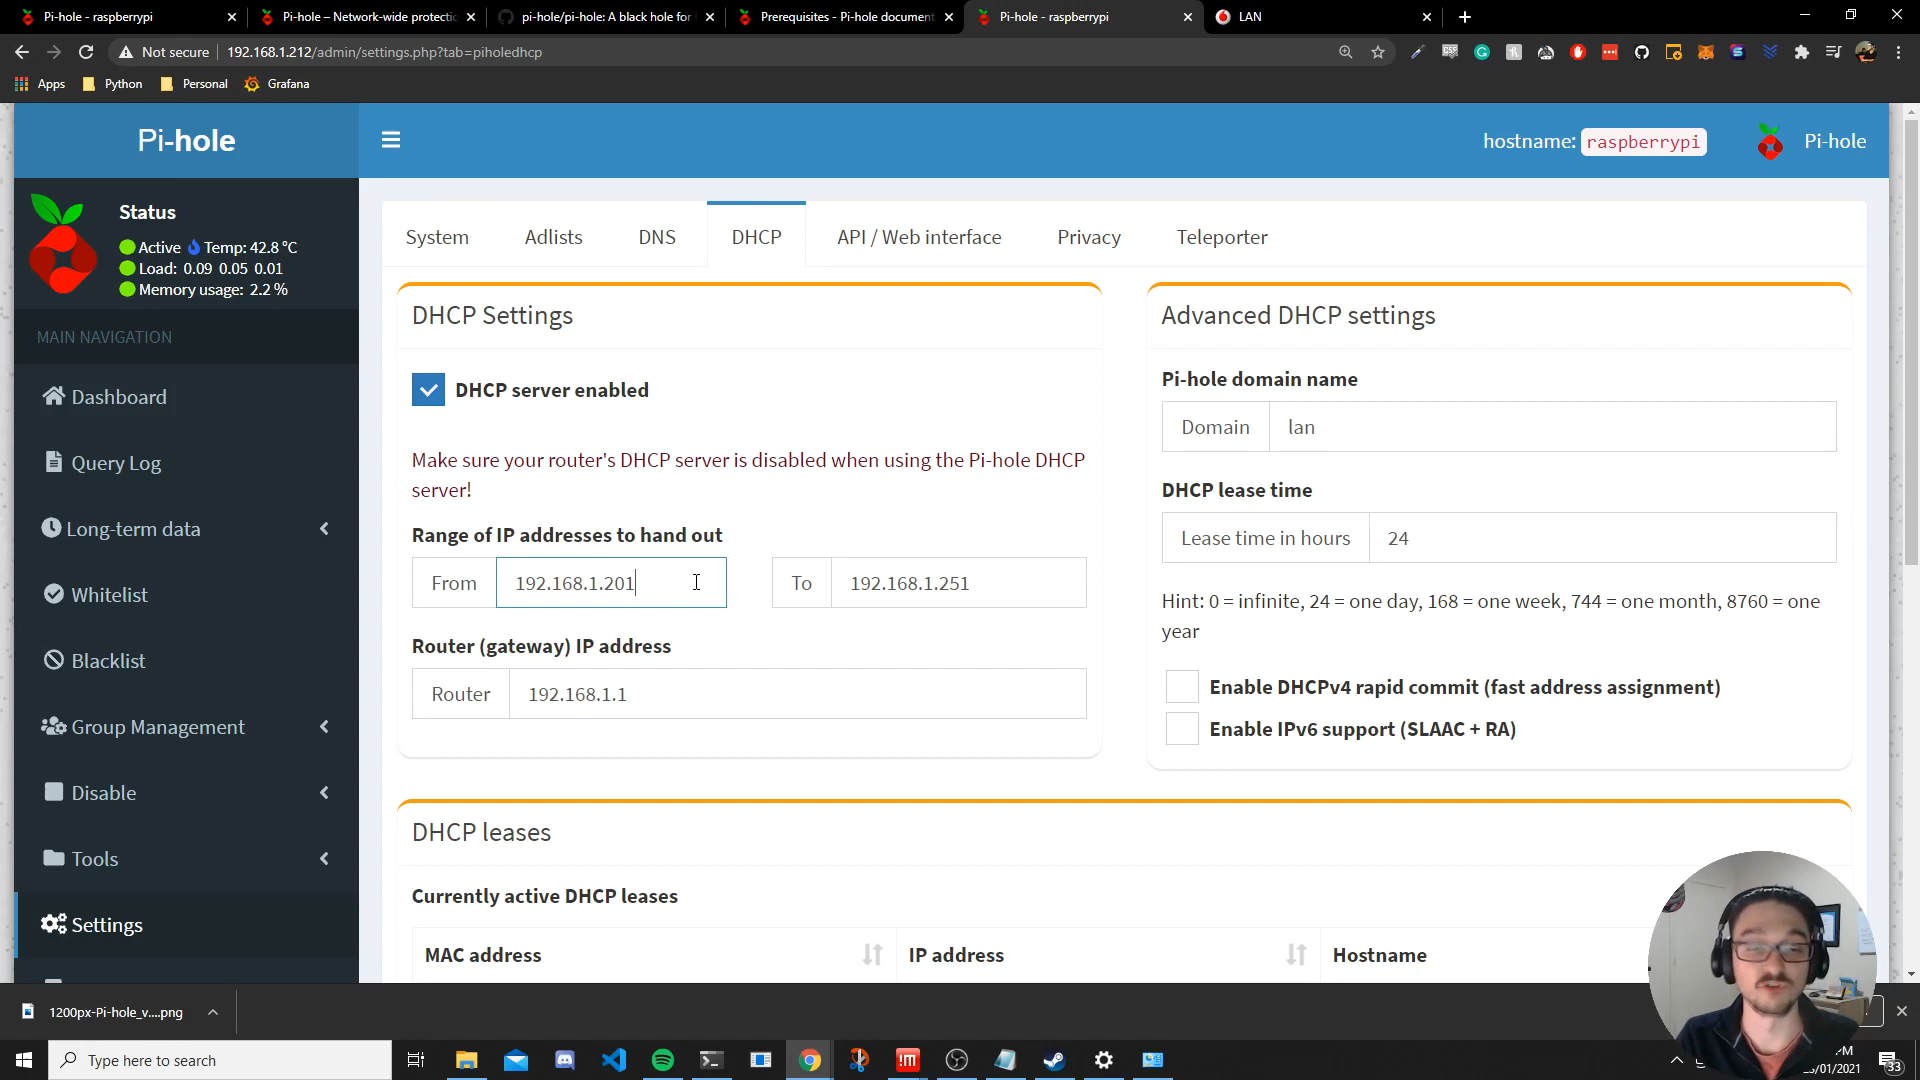 Pi-hole - raspberrypi
Pi-hole – Network-wide protectio
pi-hole/pi-hole: A black hole for
Prerequisites - Pi-hole document
Pi-hole - raspberrypi
LAN
Not secure
192.168.1.212/admin/settings.php?tab=piholedhcp
Apps
Python
Personal
Grafana
Pi-hole
hostname: raspberrypi
Pi-hole
Status
Active Temp: 42.8 °C
Load: 0.09 0.05 0.01
Memory usage: 2.2 %
MAIN NAVIGATION
Dashboard
Query Log
Long-term data
Whitelist
Blacklist
Group Management
Disable
Tools
Settings
System
Adlists
DNS
DHCP
API / Web interface
Privacy
Teleporter
DHCP Settings
DHCP server enabled
Make sure your router's DHCP server is disabled when using the Pi-hole DHCP
server!
Range of IP addresses to hand out
From
192.168.1.201
To
192.168.1.251
Router (gateway) IP address
Router
192.168.1.1
Advanced DHCP settings
Pi-hole domain name
Domain
lan
DHCP lease time
Lease time in hours
24
Hint: 0 = infinite, 24 = one day, 168 = one week, 744 = one month, 8760 = one
year
Enable DHCPv4 rapid commit (fast address assignment)
Enable IPv6 support (SLAAC + RA)
DHCP leases
Currently active DHCP leases
MAC address
IP address
Hostname
1200px-Pi-hole_v....png
Type here to search
/01/2021
33